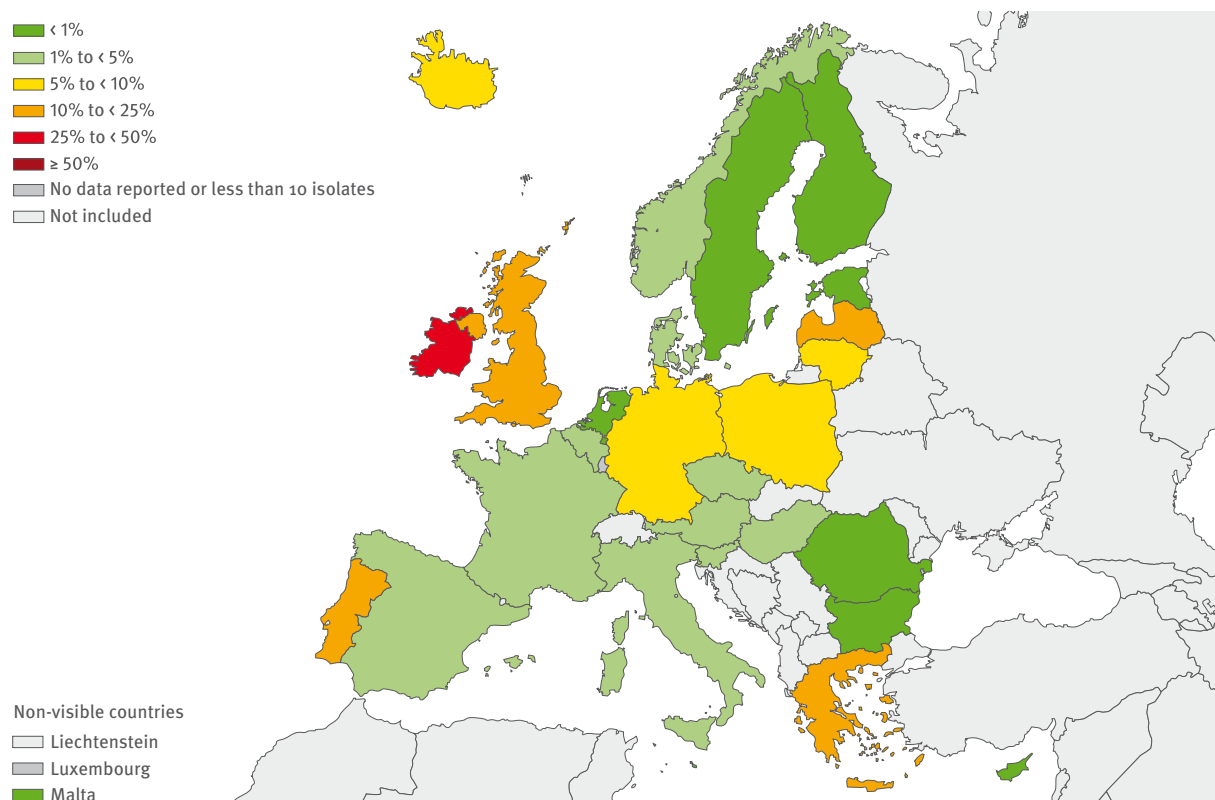 < 1%
1% to < 5%
5% to < 10%
10% to < 25%
25% to < 50%
≥ 50%
No data reported or less than 10 isolates
Not included
Non-visible countries
Liechtenstein
Luxembourg
Malta